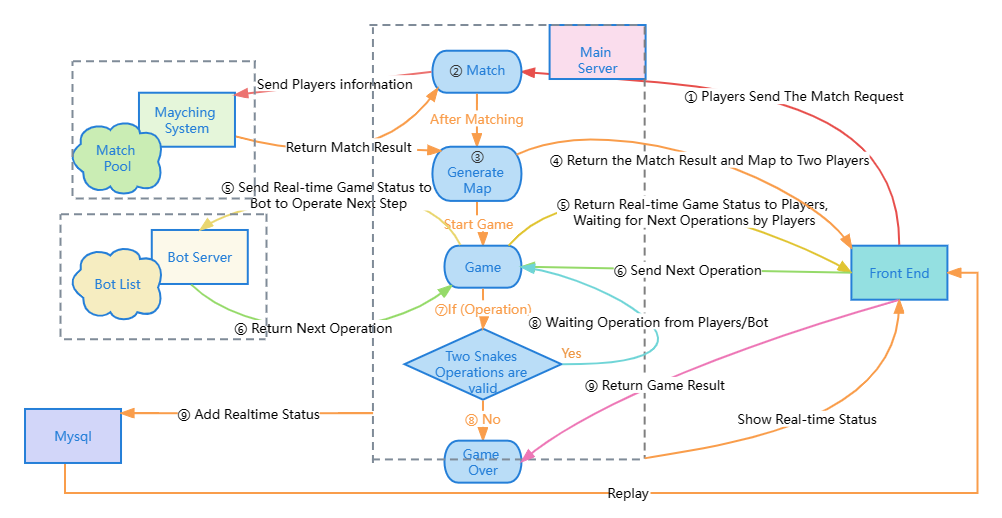 Main
Server
② Match
① Players Send The Match Request
Send Players information
Mayching
System
Match
Pool
After Matching
Return Match Result
③
Generate
Map
④ Return the Match Result and Map to Two Players
⑤ Send Real-time Game Status to
Bot to Operate Next Step
⑤ Return Real-time Game Status to Players,
Waiting for Next Operations by Players
Start Game
Bot Server
Bot List
Game
⑥ Send Next Operation
Front End
⑦If (Operation)
⑥ Return Next Operation
⑧ Waiting Operation from Players/Bot
Two Snakes
Operations are
valid
Yes
⑨ Return Game Result
⑨ Add Realtime Status
Mysql
⑧ No
Show Real-time Status
Game
Over
Replay